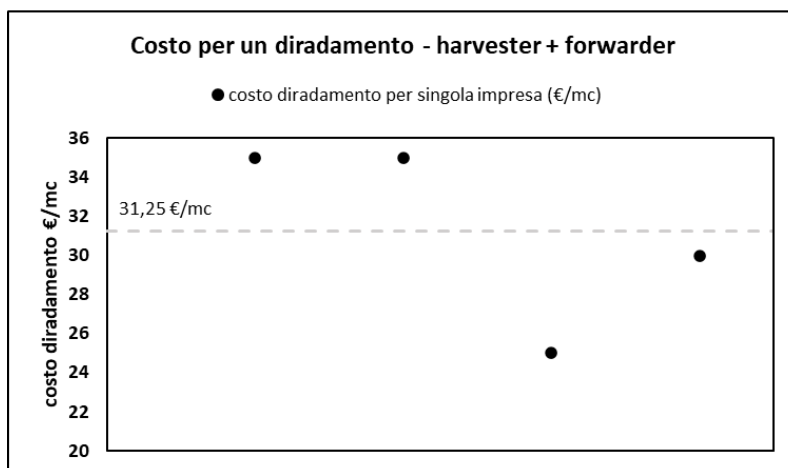 Costo per un diradamento - harvester + forwarder
costo diradamento per singola impresa (€/mc)
costo diradamento €/mc
36
34
32
30
28
26
24
22
20
31,25 €/mc